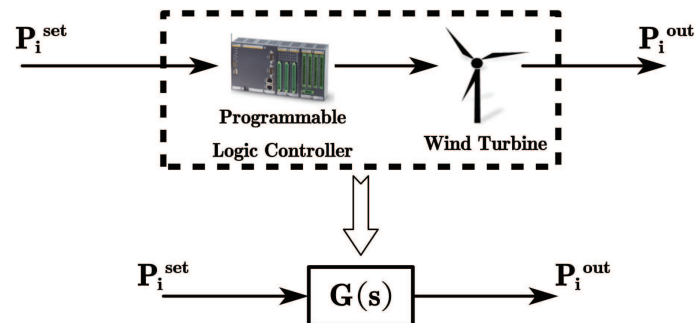 P_i^set P_i^out
Programmable
Logic Controller
Wind Turbine
P_i^set G(s) P_i^out